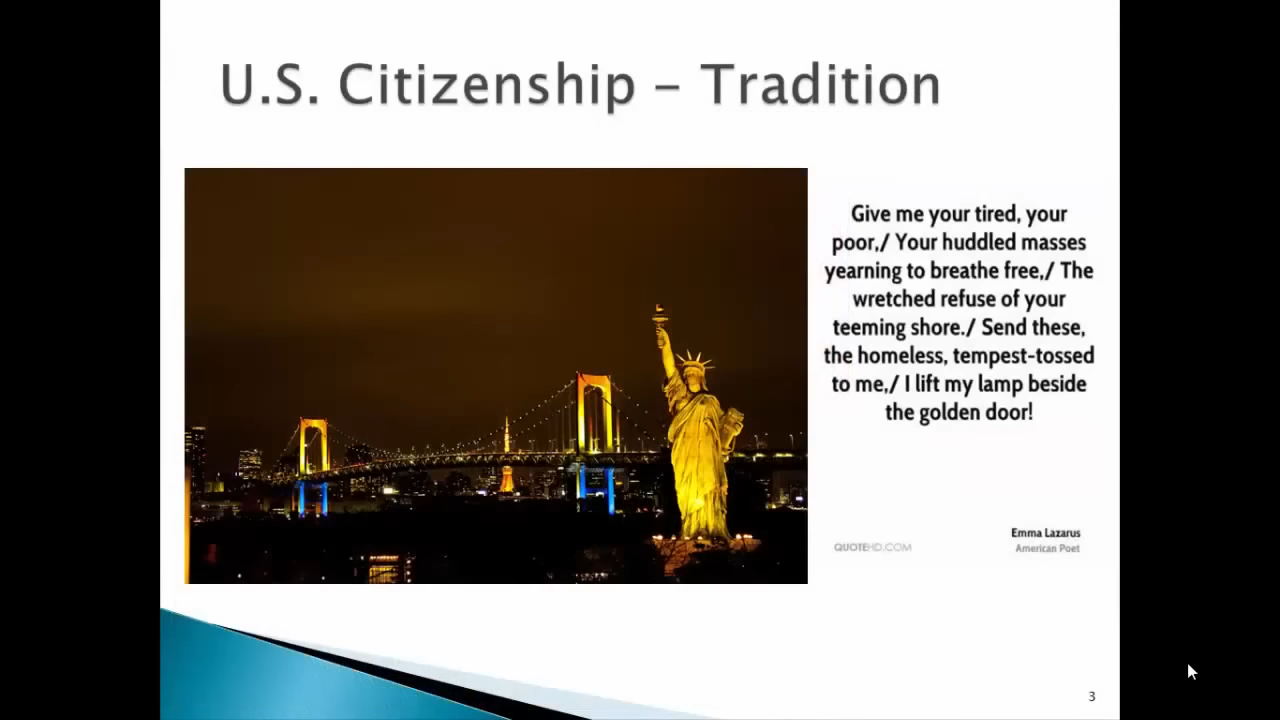 U.S. Citizenship – Tradition
Give me your tired, your
poor,/ Your huddled masses
yearning to breathe free,/ The
wretched refuse of your
teeming shore./ Send these,
the homeless, tempest-tossed
to me,/ I lift my lamp beside
the golden door!
Emma Lazarus
QUOTEHD.COM
American Poet
3